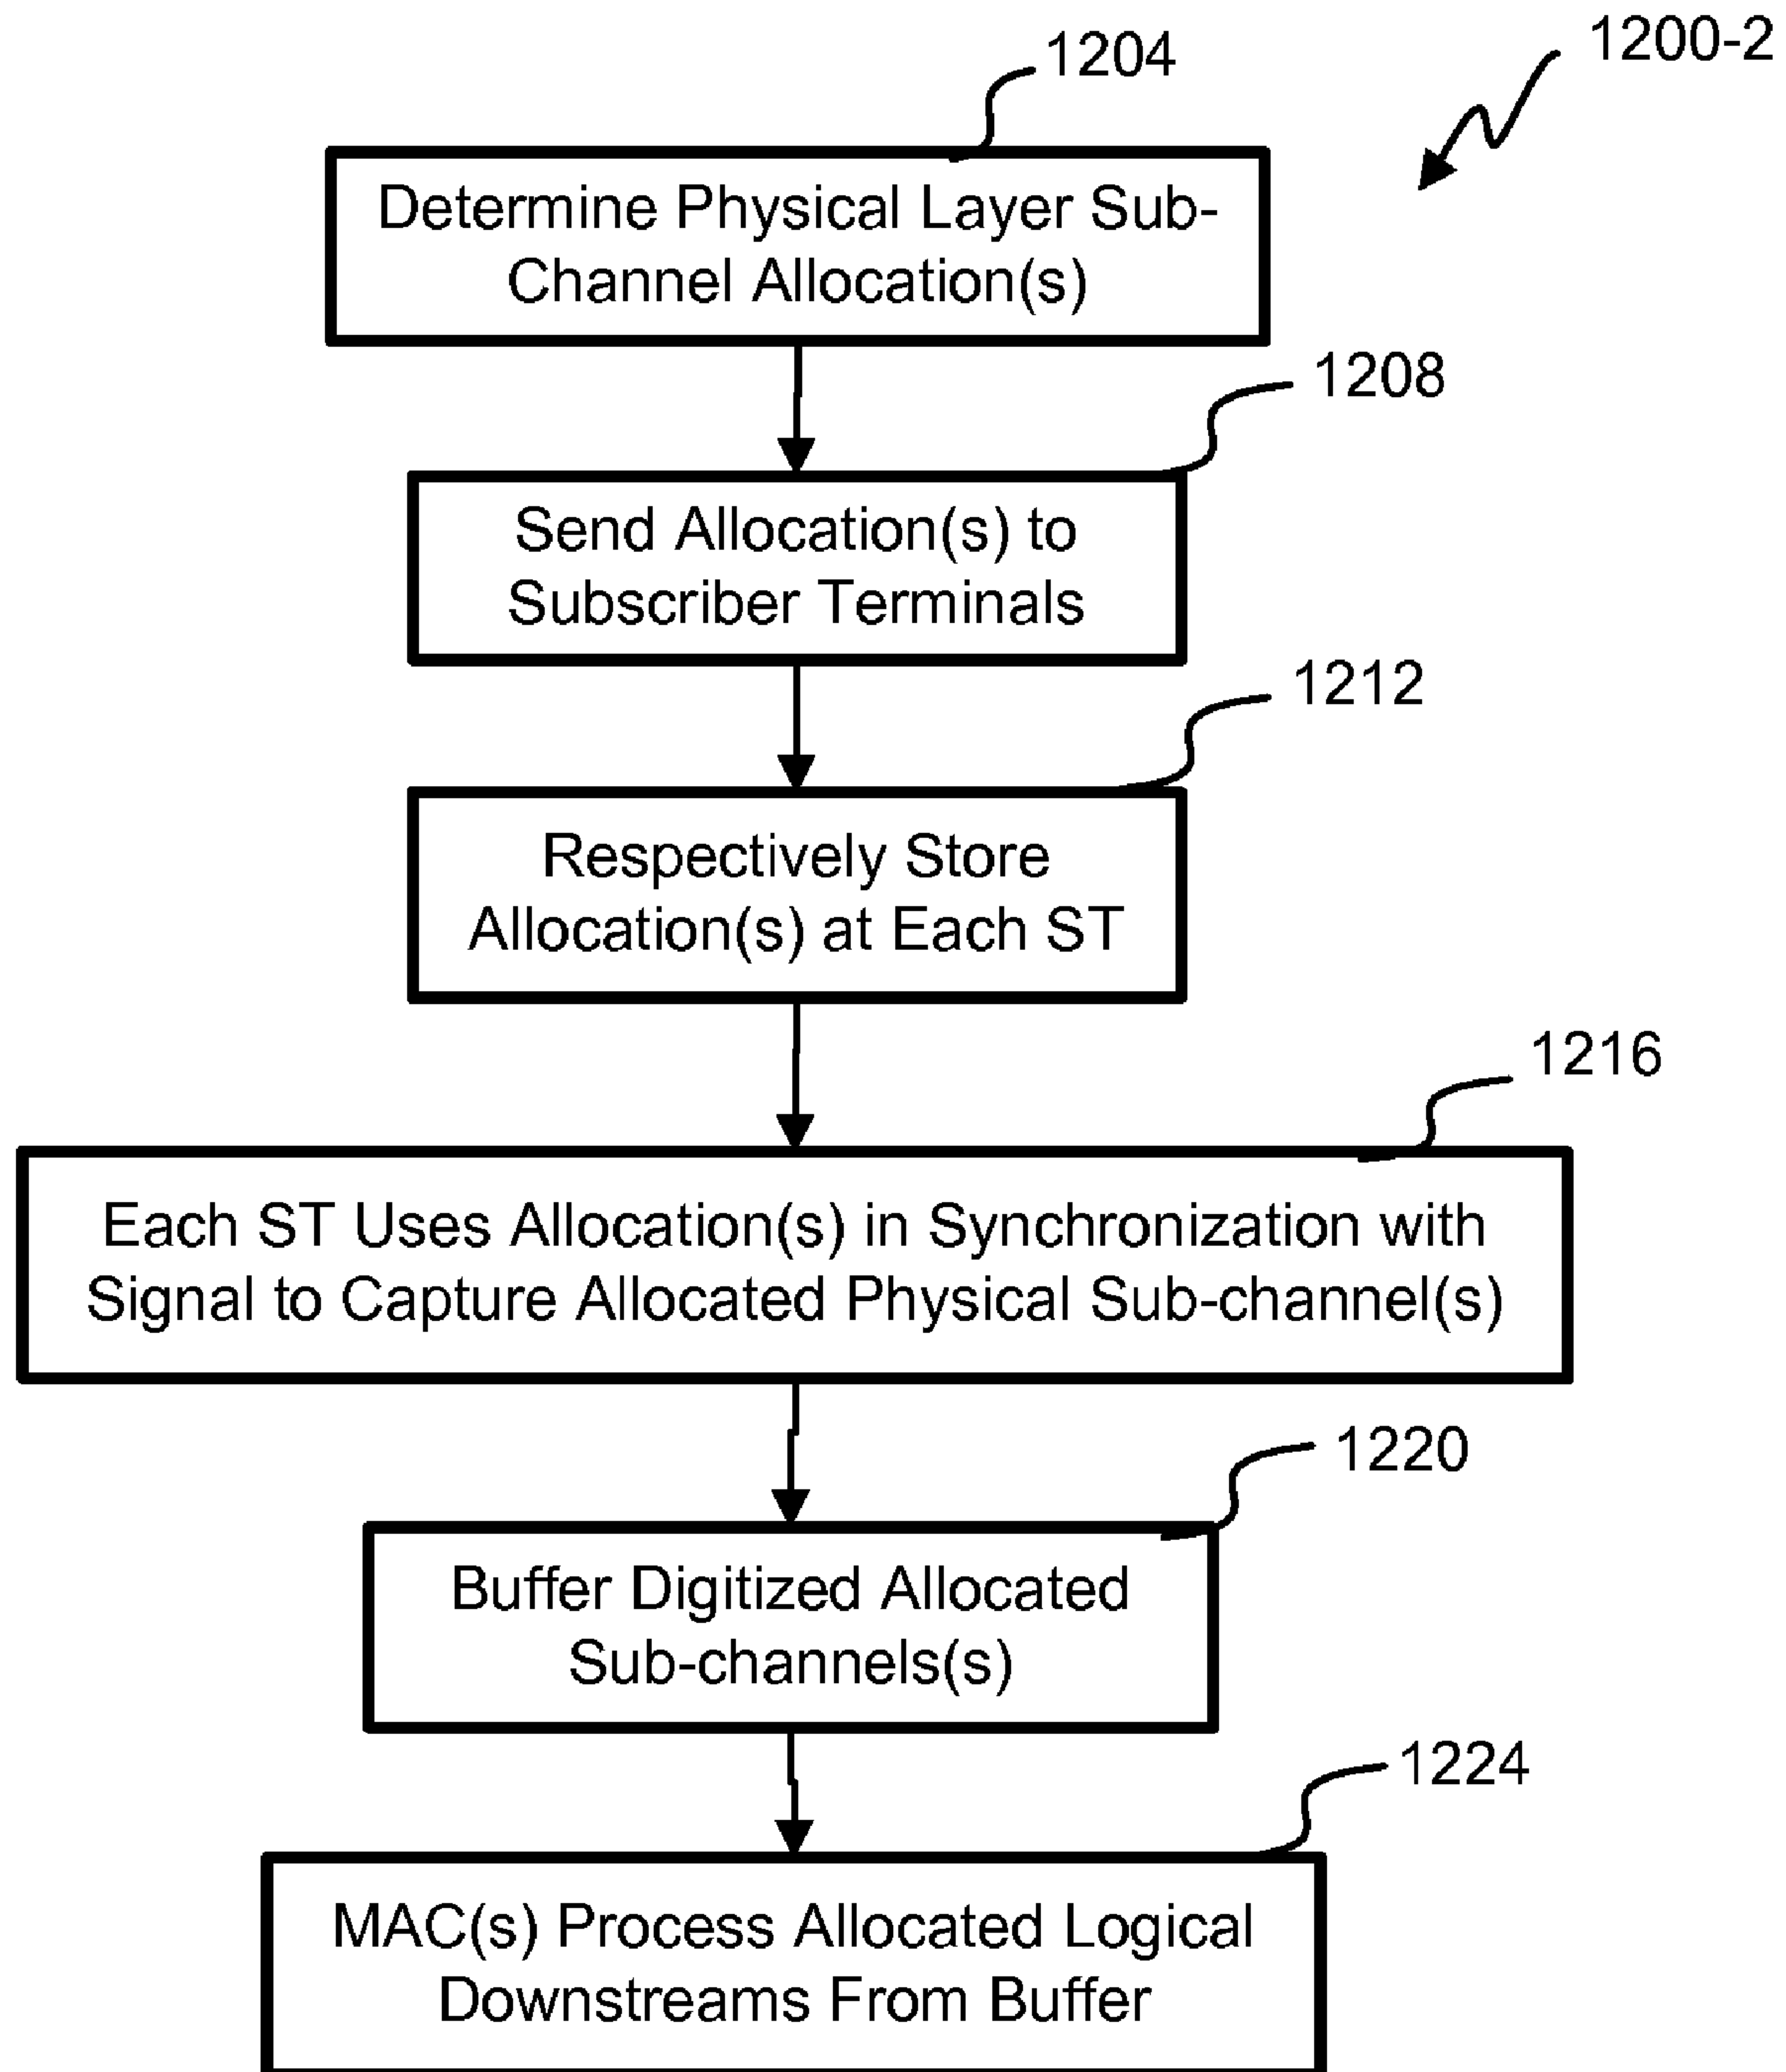 1200-2
1204
Determine Physical Layer Sub-
Channel Allocation(s)
1208
Send Allocation(s) to
Subscriber Terminals
1212
Respectively Store
Allocation(s) at Each ST
1216
Each ST Uses Allocation(s) in Synchronization with
Signal to Capture Allocated Physical Sub-channel(s)
1220
Buffer Digitized Allocated
Sub-channels(s)
1224
MAC(s) Process Allocated Logical
Downstreams From Buffer